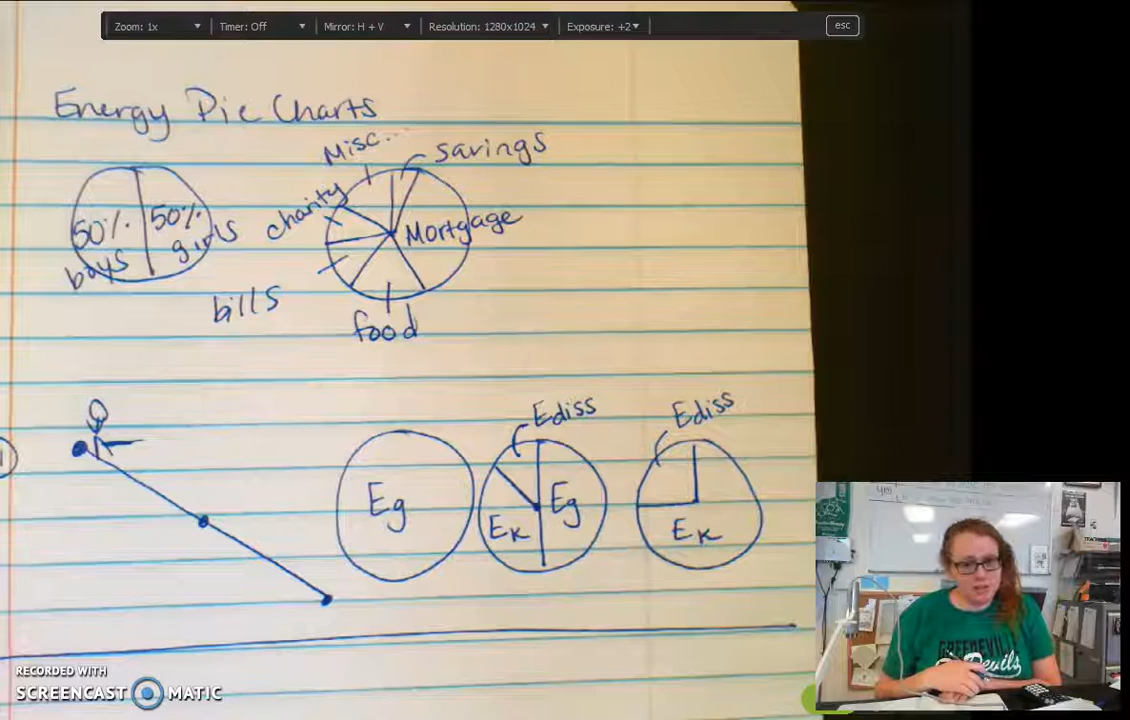 Zoom: 1x Timer: Off Mirror: H + V Resolution: 1280x1024 Exposure: +2 esc
Energy Pie Charts
Misc...
savings
charity
50% 50%
boys girls
Mortgage
bills
food
Ediss Ediss
Eg
Ek Eg
Ek
RECORDED WITH
SCREENCAST MATIC
Devils